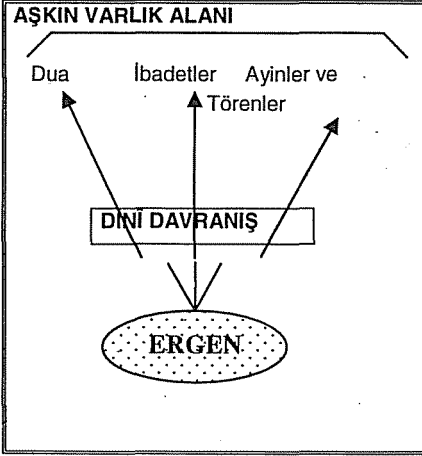 AŞKIN VARLIK ALANI
Dua İbadetler Ayinler ve
Törenler
DİNİ DAVRANIŞ
ERGEN